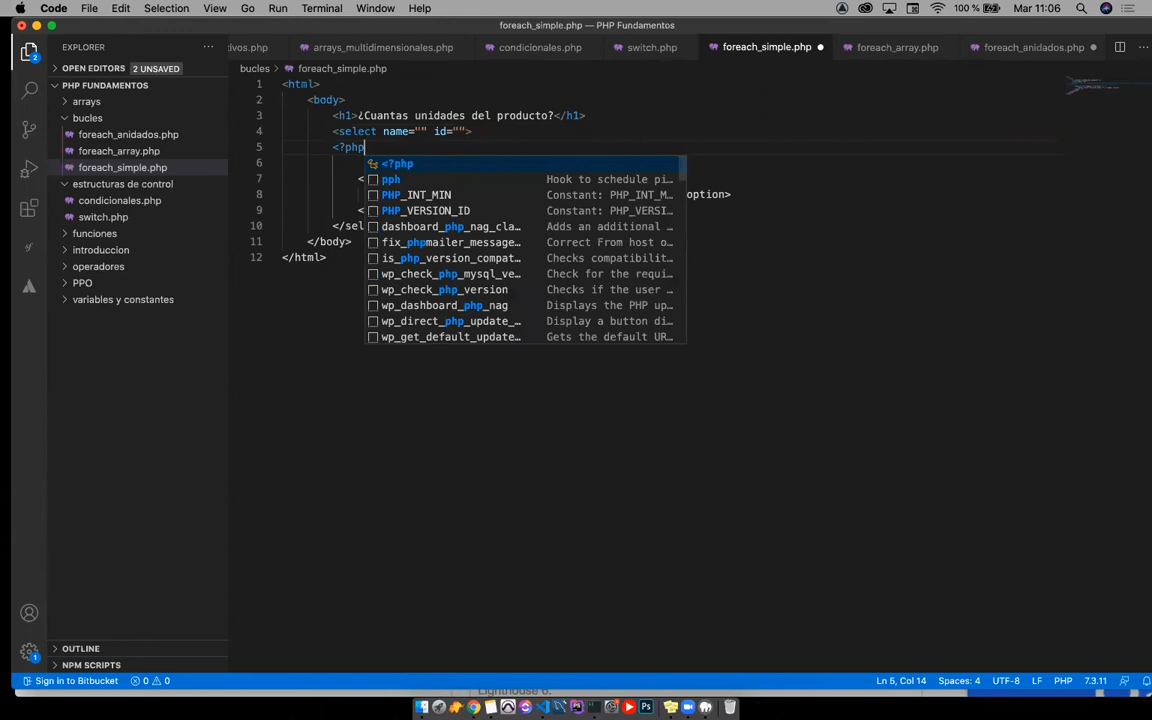 Code File Edit Selection View Go Run Terminal Window Help 100 % Mar 11:06
foreach_simple.php — PHP Fundamentos
EXPLORER
ivos.php arrays_multidimensionales.php condicionales.php switch.php foreach_simple.php foreach_array.php foreach_anidados.php
OPEN EDITORS 2 UNSAVED
bucles > foreach_simple.php
PHP FUNDAMENTOS
arrays
bucles
foreach_anidados.php
foreach_array.php
foreach_simple.php
estructuras de control
condicionales.php
switch.php
funciones
introduccion
operadores
PPO
variables y constantes
OUTLINE
NPM SCRIPTS
1 <html>
2 <body>
3 <h1>¿Cuantas unidades del producto?</h1>
4 <select name="" id="">
5 <?php
6
7 <
8 option>
9 <
10 </sel
11 </body>
12 </html>
<?php
pph Hook to schedule pi…
PHP_INT_MIN Constant: PHP_INT_M…
PHP_VERSION_ID Constant: PHP_VERSI…
dashboard_php_nag_cla… Adds an additional …
fix_phpmailer_message… Correct From host o…
is_php_version_compat… Checks compatibilit…
wp_check_php_mysql_ve… Check for the requi…
wp_check_php_version Checks if the user …
wp_dashboard_php_nag Displays the PHP up…
wp_direct_php_update_… Display a button di…
wp_get_default_update… Gets the default UR…
2
1
Sign in to Bitbucket 0 0 Ln 5, Col 14 Spaces: 4 UTF-8 LF PHP 7.3.11
Lighthouse 6.